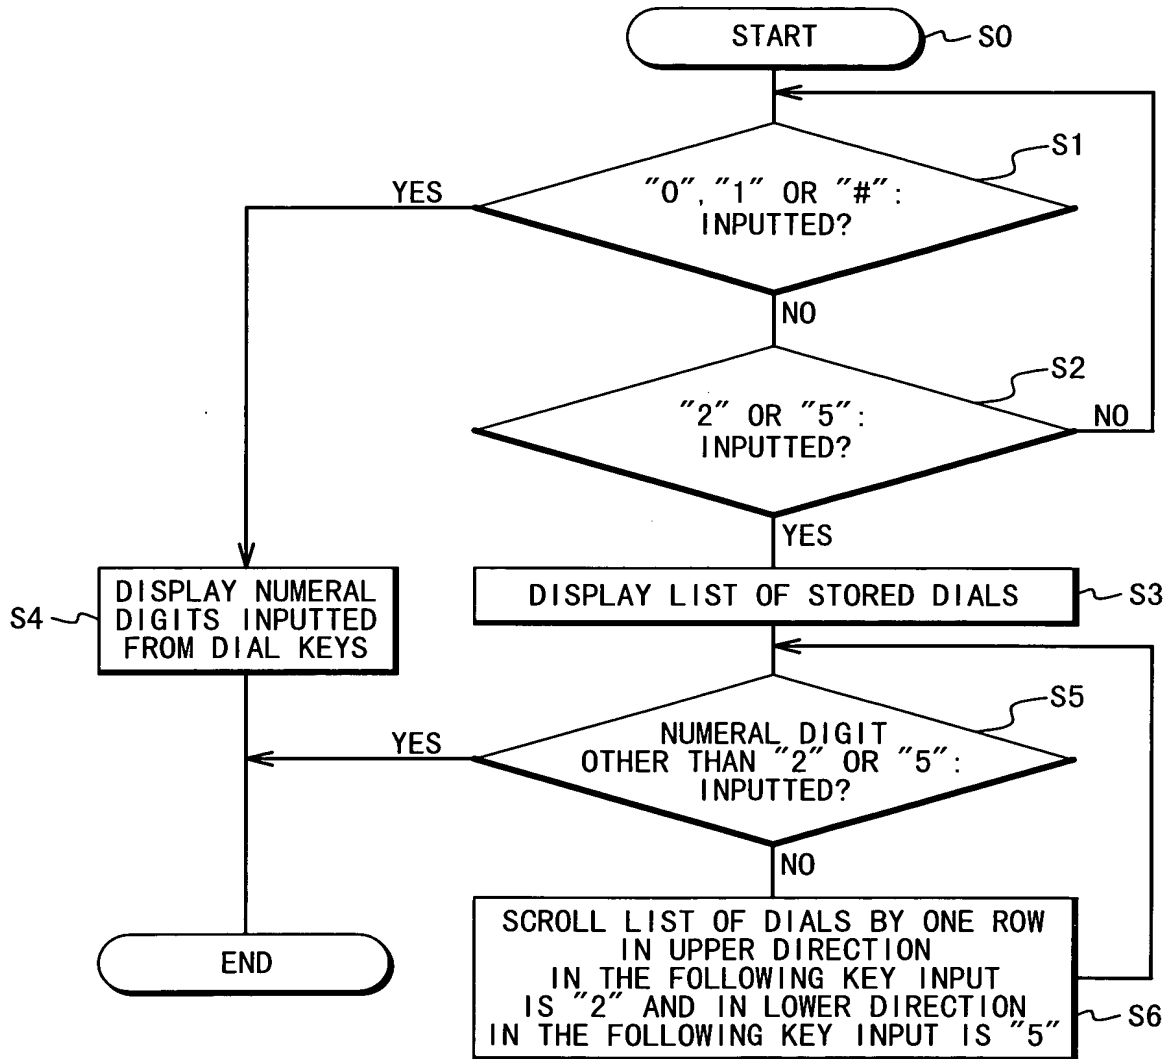 START
S0
S1
YES
"0", "1" OR "#":
INPUTTED?
NO
S2
"2" OR "5":
INPUTTED?
NO
YES
S4
DISPLAY NUMERAL
DIGITS INPUTTED
FROM DIAL KEYS
DISPLAY LIST OF STORED DIALS
S3
S5
YES
NUMERAL DIGIT
OTHER THAN "2" OR "5":
INPUTTED?
NO
END
SCROLL LIST OF DIALS BY ONE ROW
IN UPPER DIRECTION
IN THE FOLLOWING KEY INPUT
IS "2" AND IN LOWER DIRECTION
IN THE FOLLOWING KEY INPUT IS "5"
S6